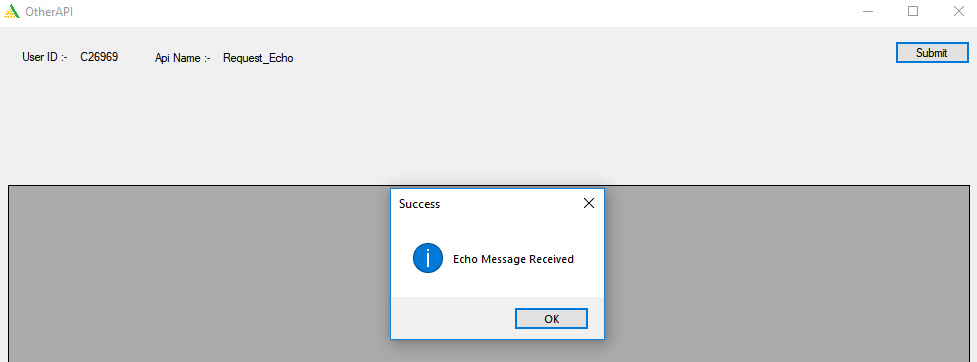 OtherAPI
User ID :- C26969 Api Name :- Request_Echo Submit
Success
Echo Message Received
OK